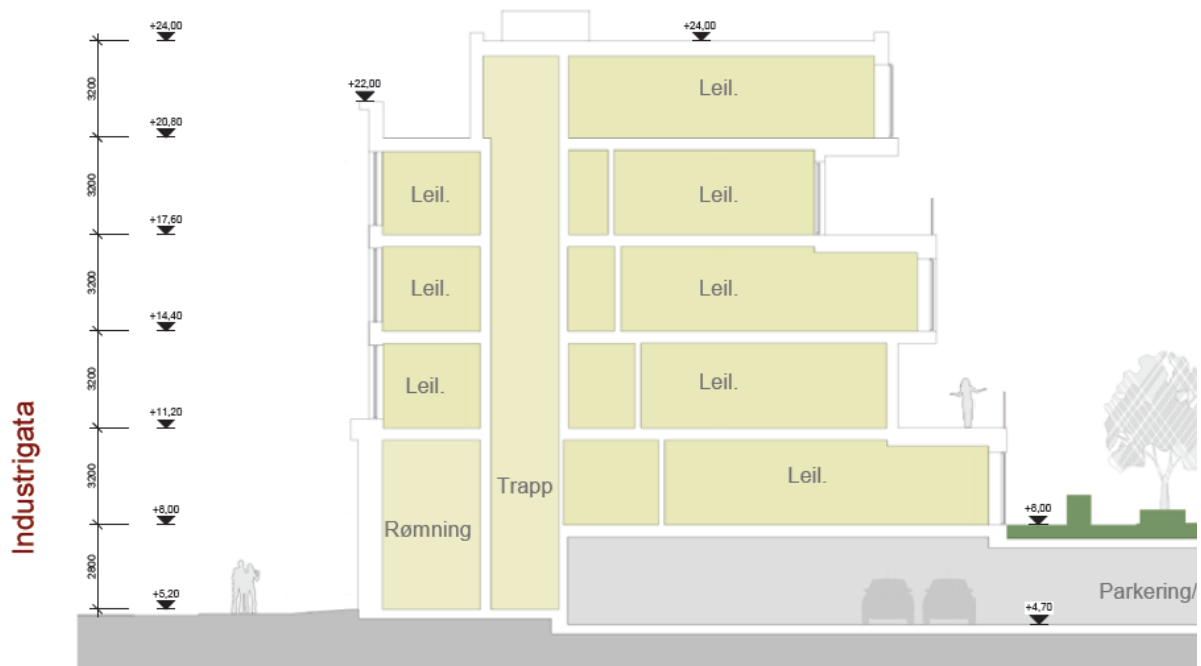 +24,00
+24,00
3200
Leil.
+22,00
+20,80
3200
Leil.
Leil.
+17,60
3200
Leil.
Leil.
+14,40
3200
Leil.
Leil.
+11,20
3200
Leil.
Trapp
Rømning
+8,00
+8,00
2800
Parkering/
+5,20
+4,70
Industrigata